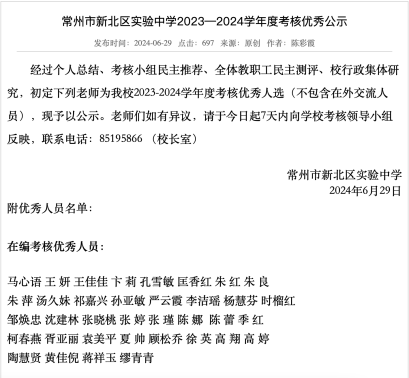 常州市新北区实验中学2023—2024学年度考核优秀公示
发布时间：2024-06-29 点击：697 来源：原创 作者：陈彩霞
经过个人总结、考核小组民主推荐、全体教职工民主测评、校行政集体研
究，初定下列老师为我校2023-2024学年度考核优秀人选（不包含在外交流人
员），现予以公示。老师们如有异议，请于今日起7天内向学校考核领导小组
反映，联系电话：85195866 （校长室）
常州市新北区实验中学
2024年6月29日
附优秀人员名单：
在编考核优秀人员：
马心语 王 妍 王佳佳 卞 莉 孔雪敏 匡香红 朱 红 朱 良
朱 萍 汤久妹 祁嘉兴 孙亚敏 严云霞 李洁瑶 杨慧芬 时榴红
邹焕忠 沈建林 张晓桃 张 婷 张 瑾 陈 娜 陈 蕾 季 红
柯春燕 胥亚丽 袁美平 夏 帅 顾松乔 徐 英 高 翔 高 婷
陶慧贤 黄佳倪 蒋祥玉 缪青青